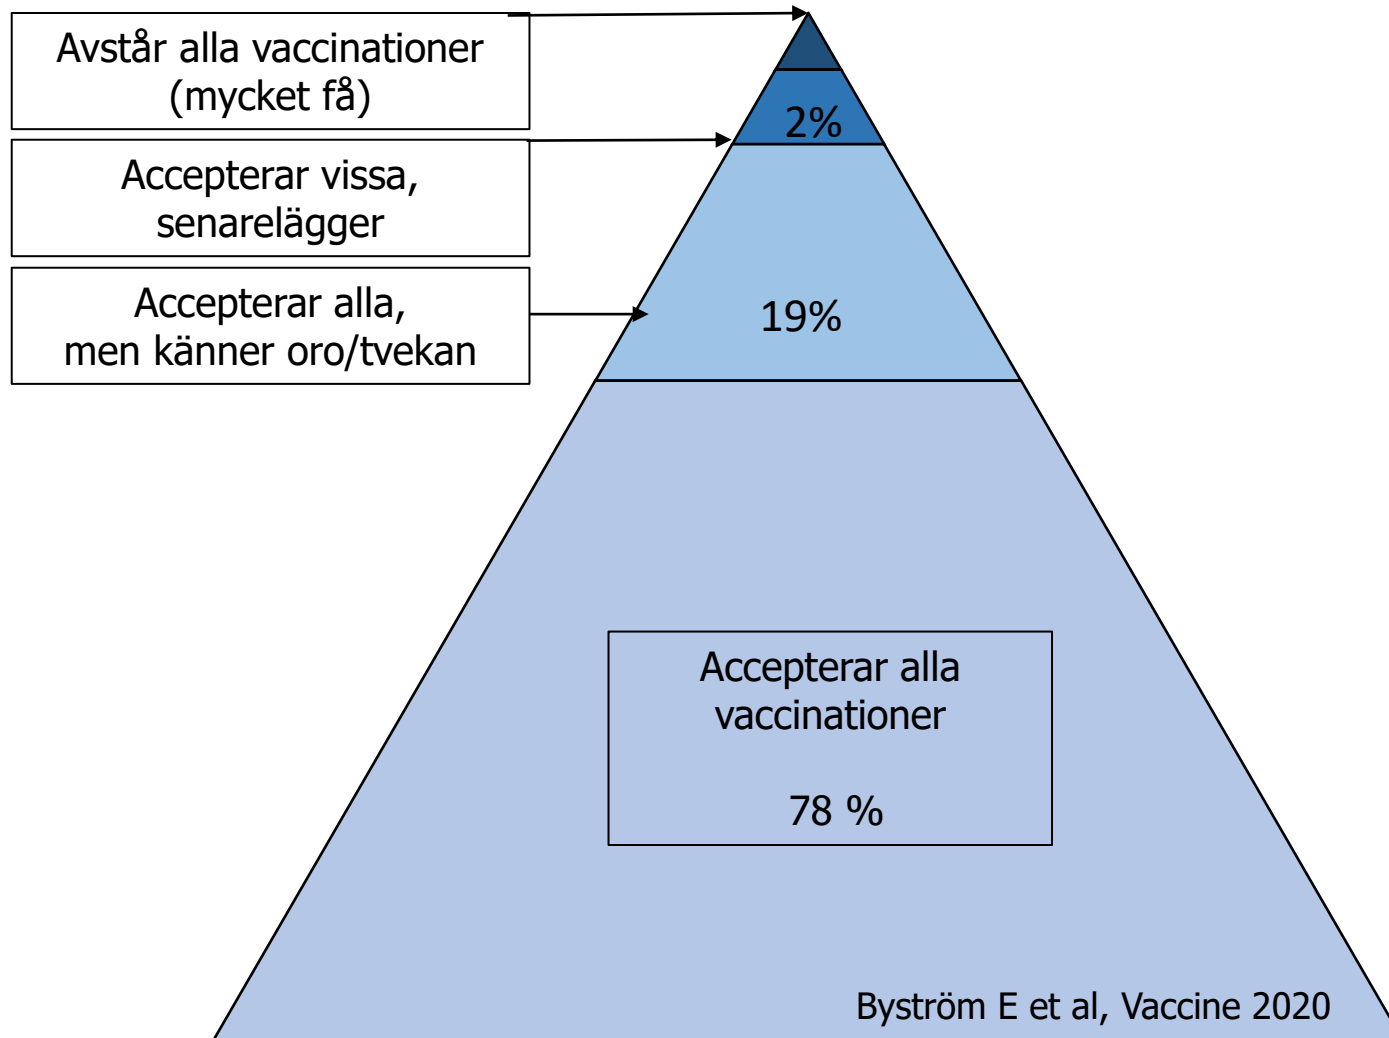 Avstår alla vaccinationer
(mycket få)
2%
Accepterar vissa,
senarelägger
Accepterar alla,
men känner oro/tvekan
19%
Accepterar alla
vaccinationer
78 %
Byström E et al, Vaccine 2020